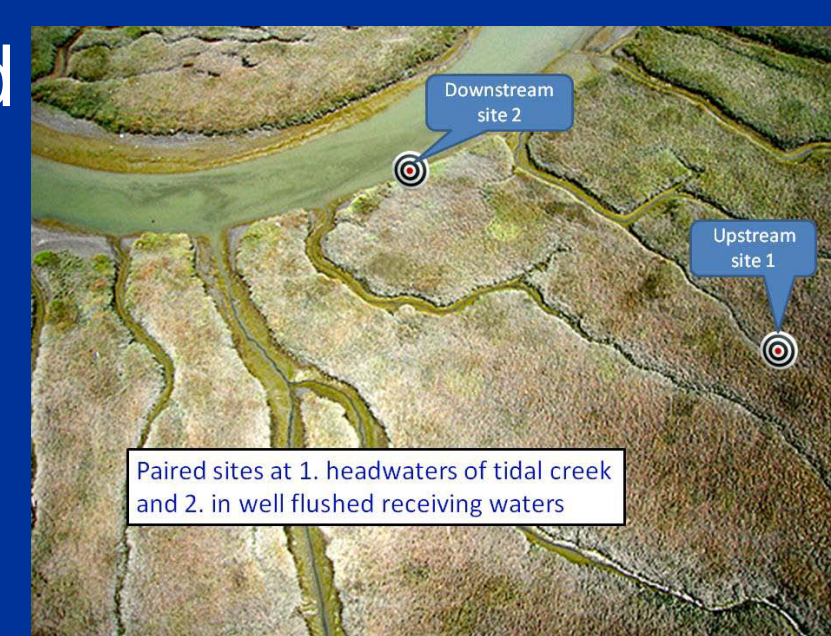 d
Downstream
site 2
Upstream
site 1
Paired sites at 1. headwaters of tidal creek
and 2. in well flushed receiving waters